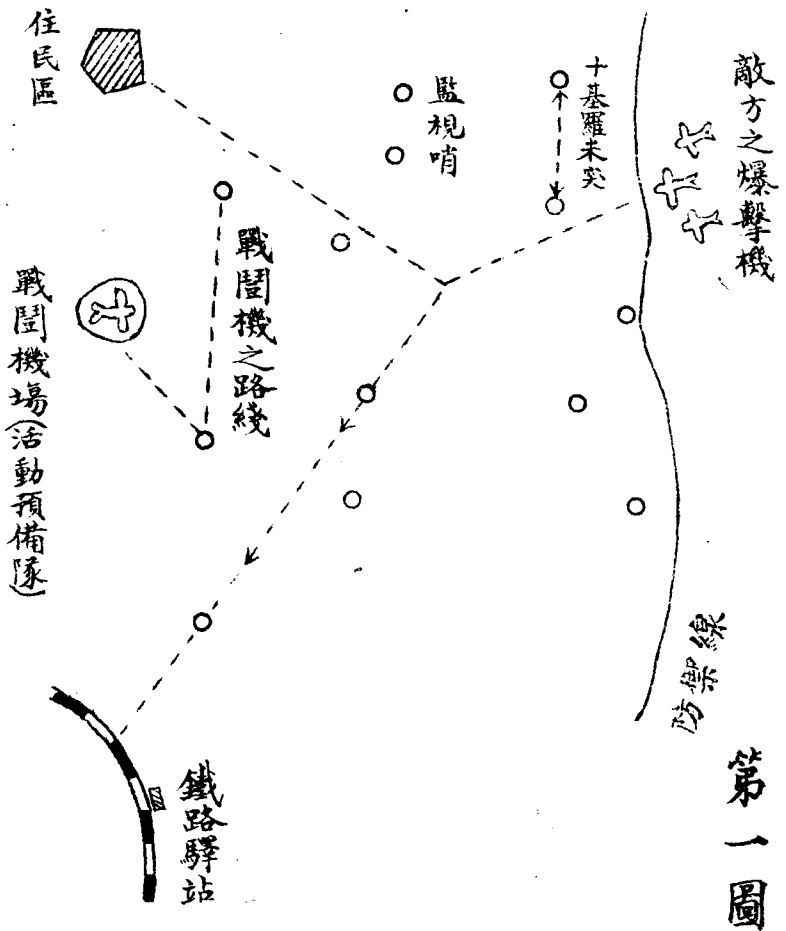 敵方之爆擊機
十基羅米突
監視哨
住民區
戰鬪機之路綫
戰鬪機場(活動預備隊)
防禦線
鐵路驛站
第一圖